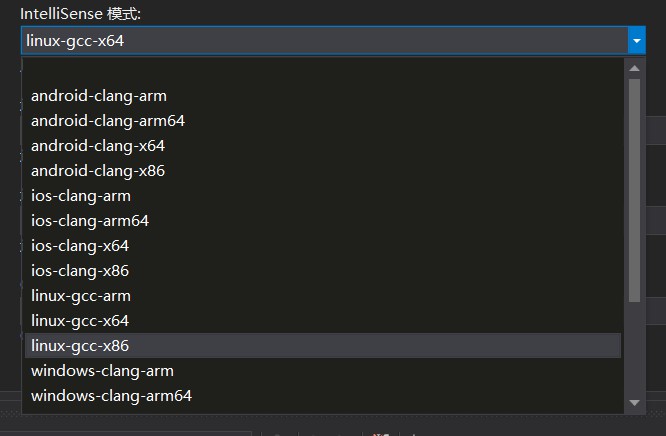 IntelliSense 模式:
linux-gcc-x64
android-clang-arm
android-clang-arm64
android-clang-x64
android-clang-x86
ios-clang-arm
ios-clang-arm64
ios-clang-x64
ios-clang-x86
linux-gcc-arm
linux-gcc-x64
linux-gcc-x86
windows-clang-arm
windows-clang-arm64